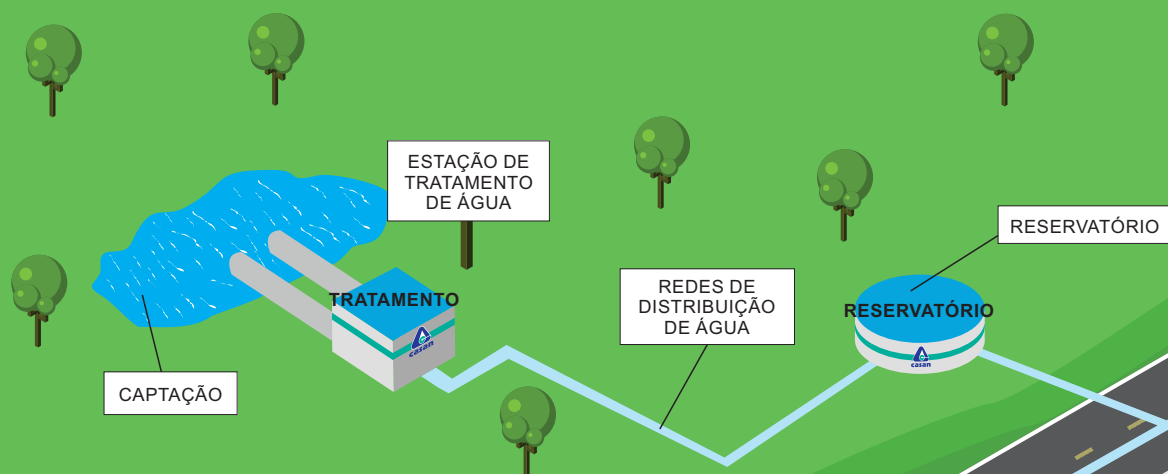 ESTAÇÃO DE
TRATAMENTO
DE ÁGUA
RESERVATÓRIO
REDES DE
DISTRIBUIÇÃO
DE ÁGUA
TRATAMENTO
RESERVATÓRIO
casan
casan
CAPTAÇÃO